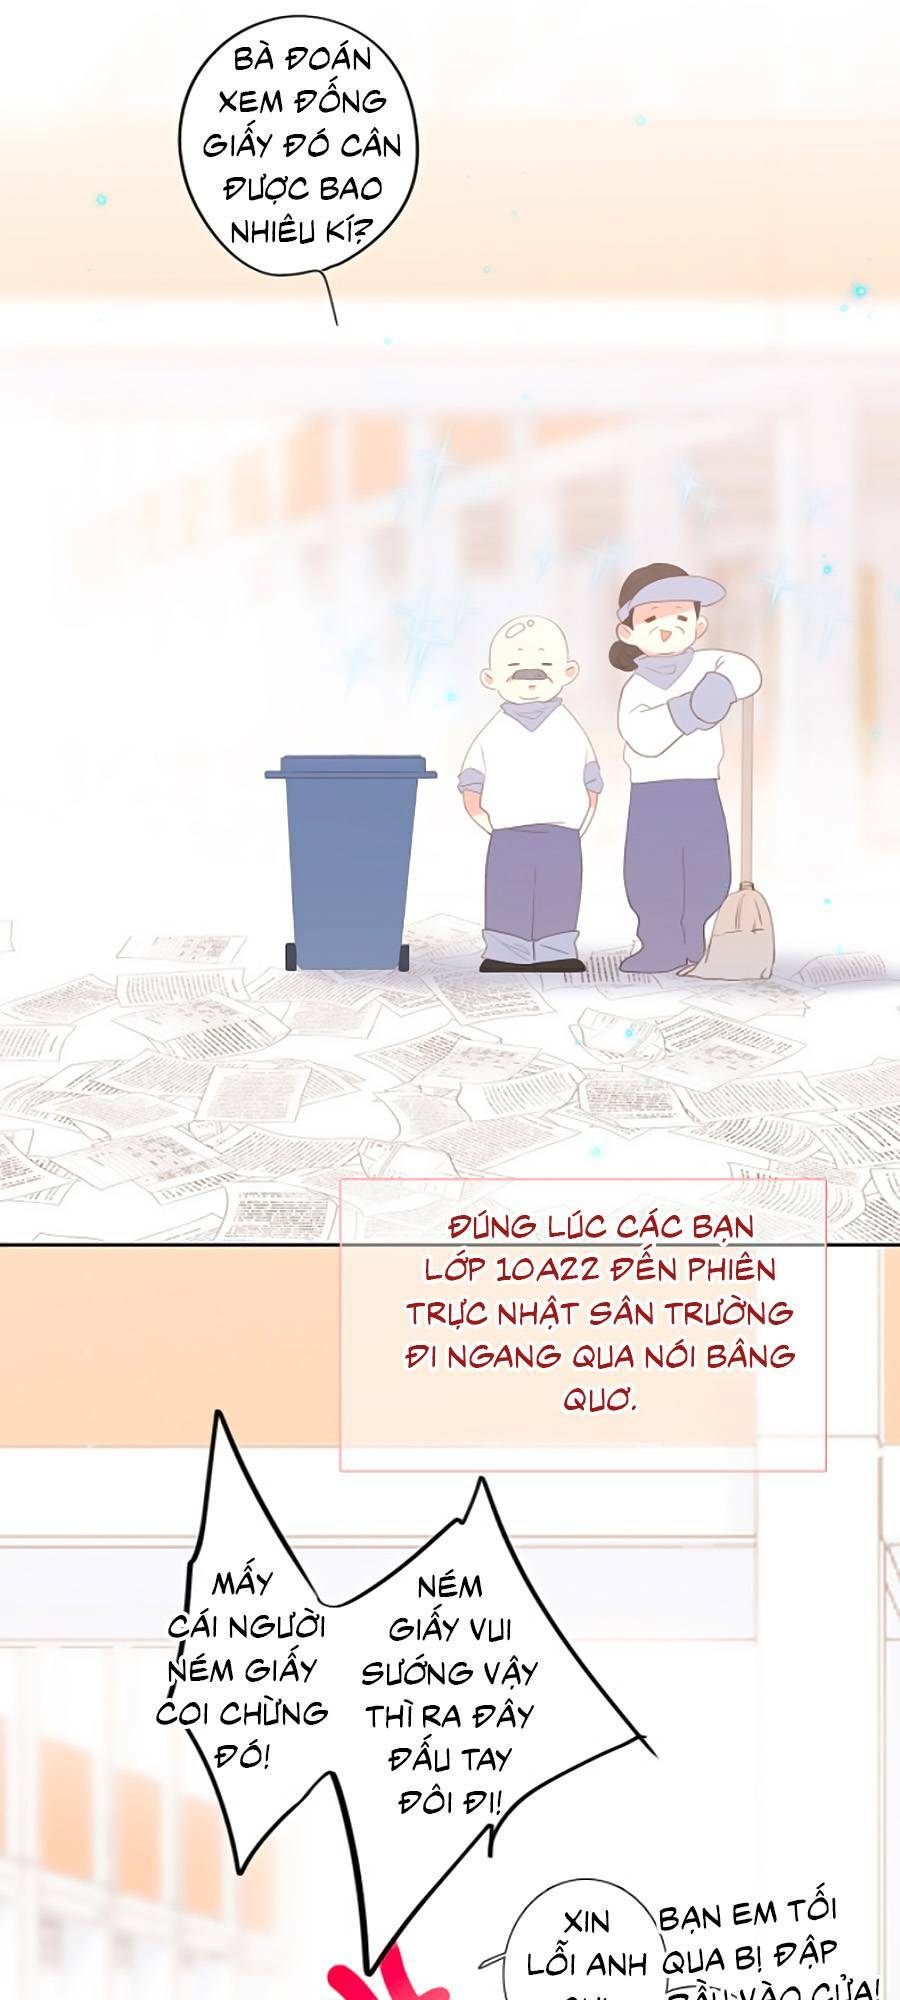 BÀ ĐOÁN
XEM ĐỐNG
GIẤY ĐÓ CÂN
ĐƯỢC BAO
NHIÊU KÍ?
ĐÚNG LÚC CÁC BẠN
LỚP 10A22 ĐẾN PHIÊN
TRỰC NHẬT SÂN TRƯỜNG
ĐI NGANG QUA NÓI BÂNG
QUƠ.
MẤY
CÁI NGƯỜI
NÉM GIẤY
COI CHỪNG
ĐÓ!
NÉM
GIẤY VUI
SƯỚNG VẬY
THÌ RA ĐÂY
ĐẤU TAY
ĐÔI ĐI!
XIN
LỖI ANH
BẠN EM TỐI
QUA BỊ ĐẬP
ĐẦU VÀO CỬA!